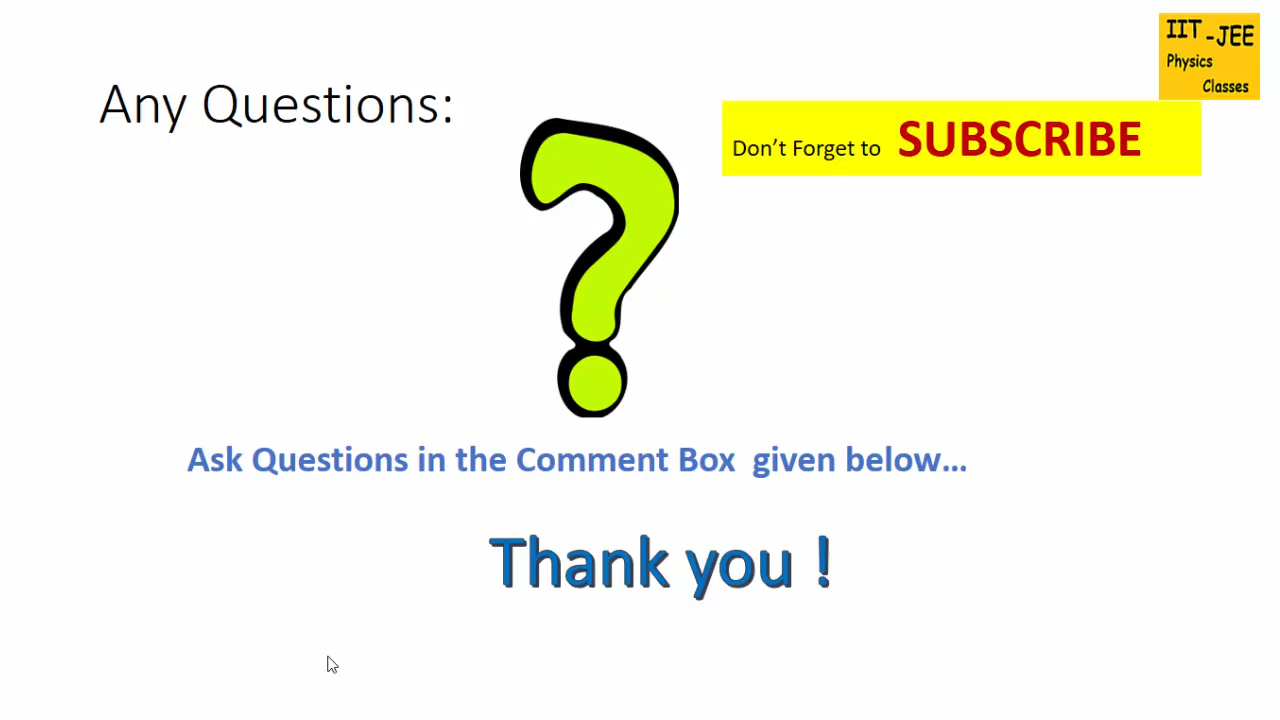 IIT -JEE
Physics
Classes
Any Questions:
Don’t Forget to SUBSCRIBE
?
Ask Questions in the Comment Box given below...
Thank you !